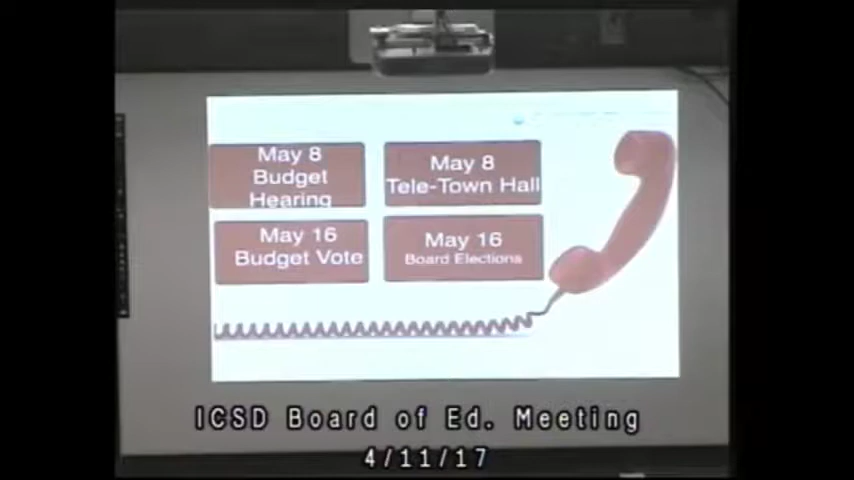 May 8
Budget
Hearing
May 8
Tele-Town Hall
May 16
Budget Vote
May 16
Board Elections
ICSD Board of Ed. Meeting
4/11/17